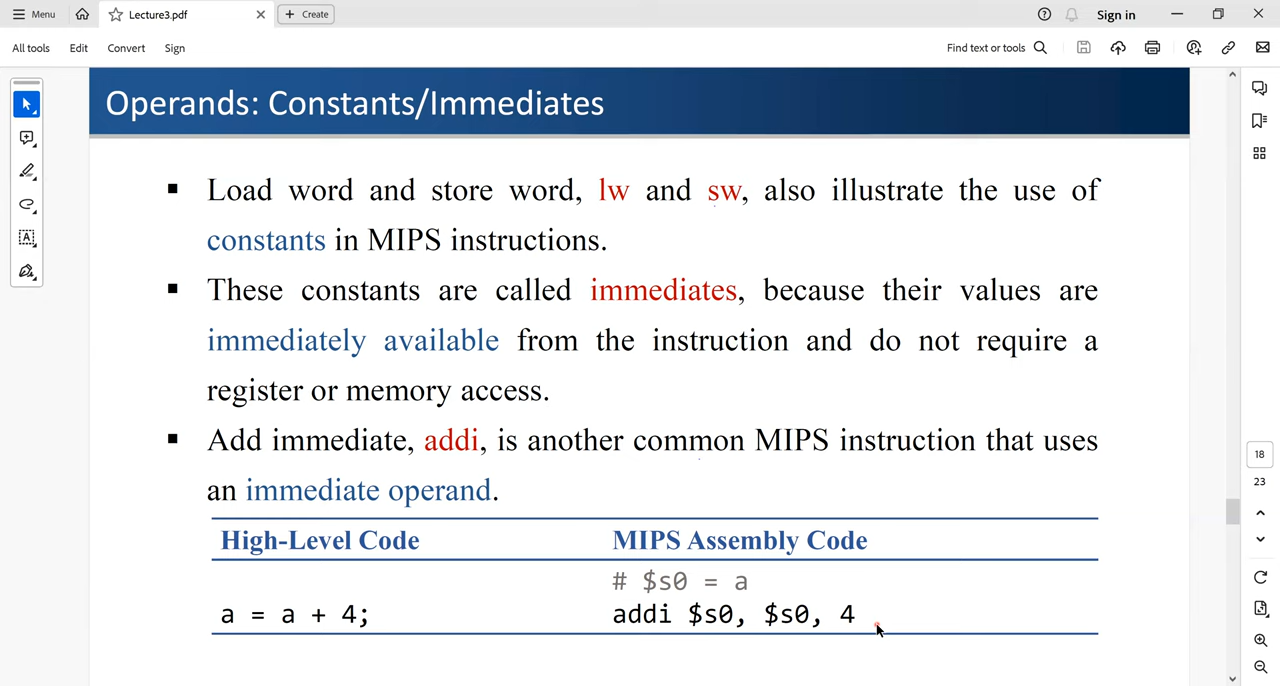 Menu
Lecture3.pdf
Create
Sign in
All tools
Edit
Convert
Sign
Find text or tools
Operands: Constants/Immediates
▪ Load word and store word, lw and sw, also illustrate the use of
constants in MIPS instructions.
▪ These constants are called immediates, because their values are
immediately available from the instruction and do not require a
register or memory access.
▪ Add immediate, addi, is another common MIPS instruction that uses
an immediate operand.
High-Level Code
MIPS Assembly Code
# $s0 = a
a = a + 4;
addi $s0, $s0, 4
18
23